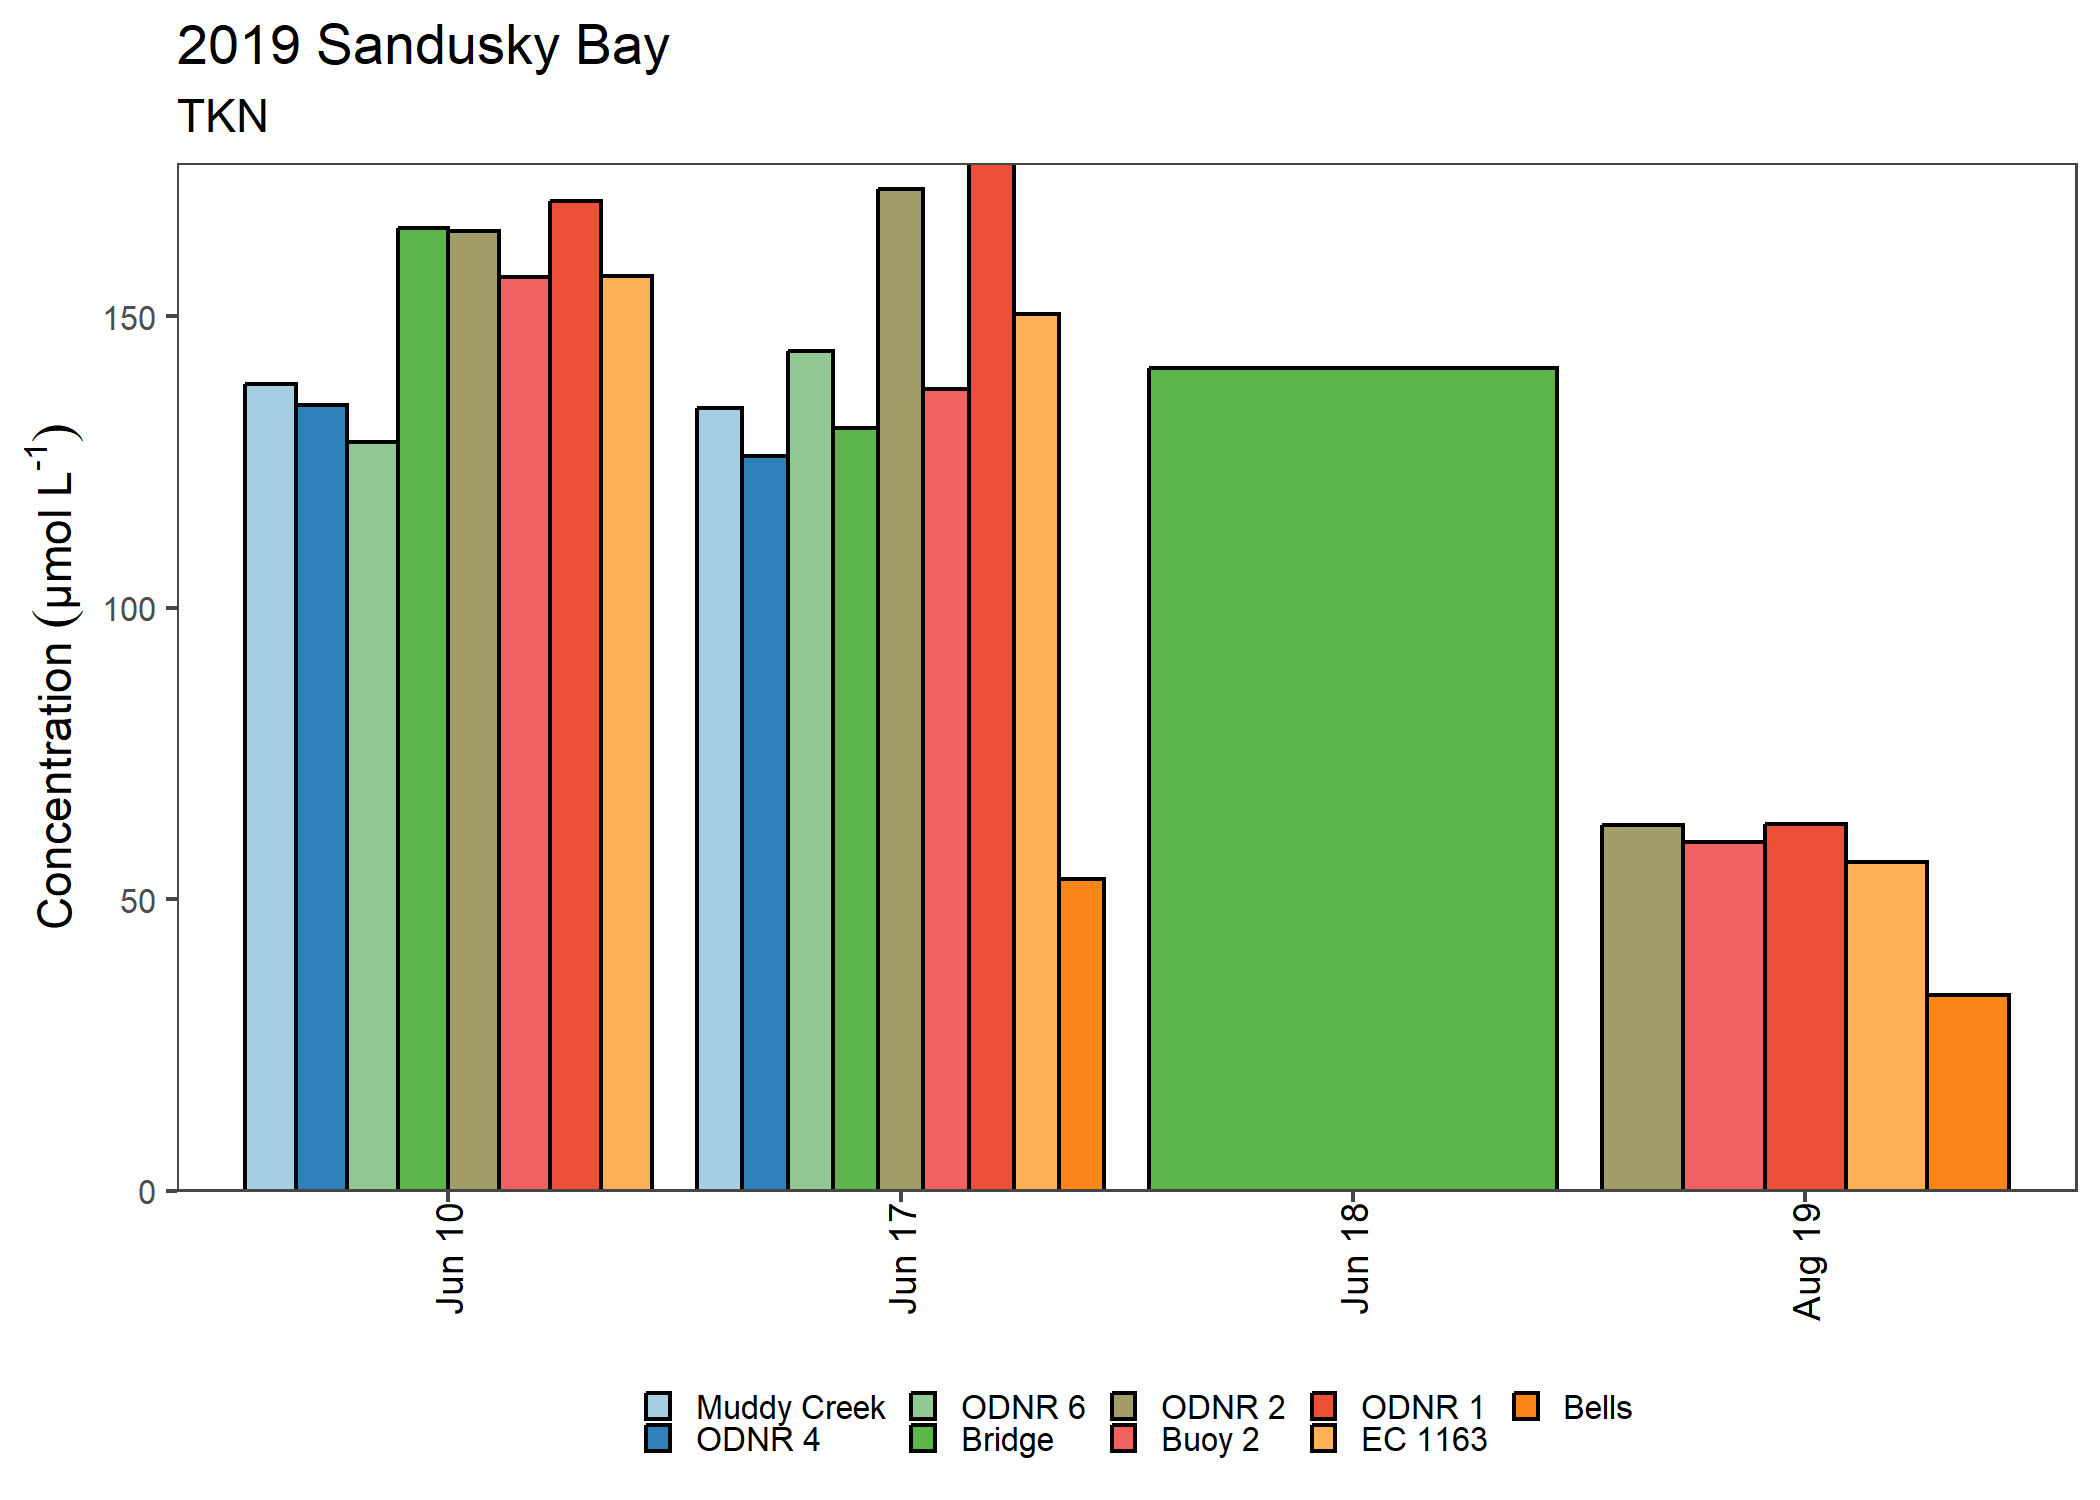 2019 Sandusky Bay
TKN
Concentration (µmol L⁻¹)
150
100
50
0
Jun 10
Jun 17
Jun 18
Aug 19
Muddy Creek ODNR 6 ODNR 2 ODNR 1 Bells
ODNR 4 Bridge Buoy 2 EC 1163